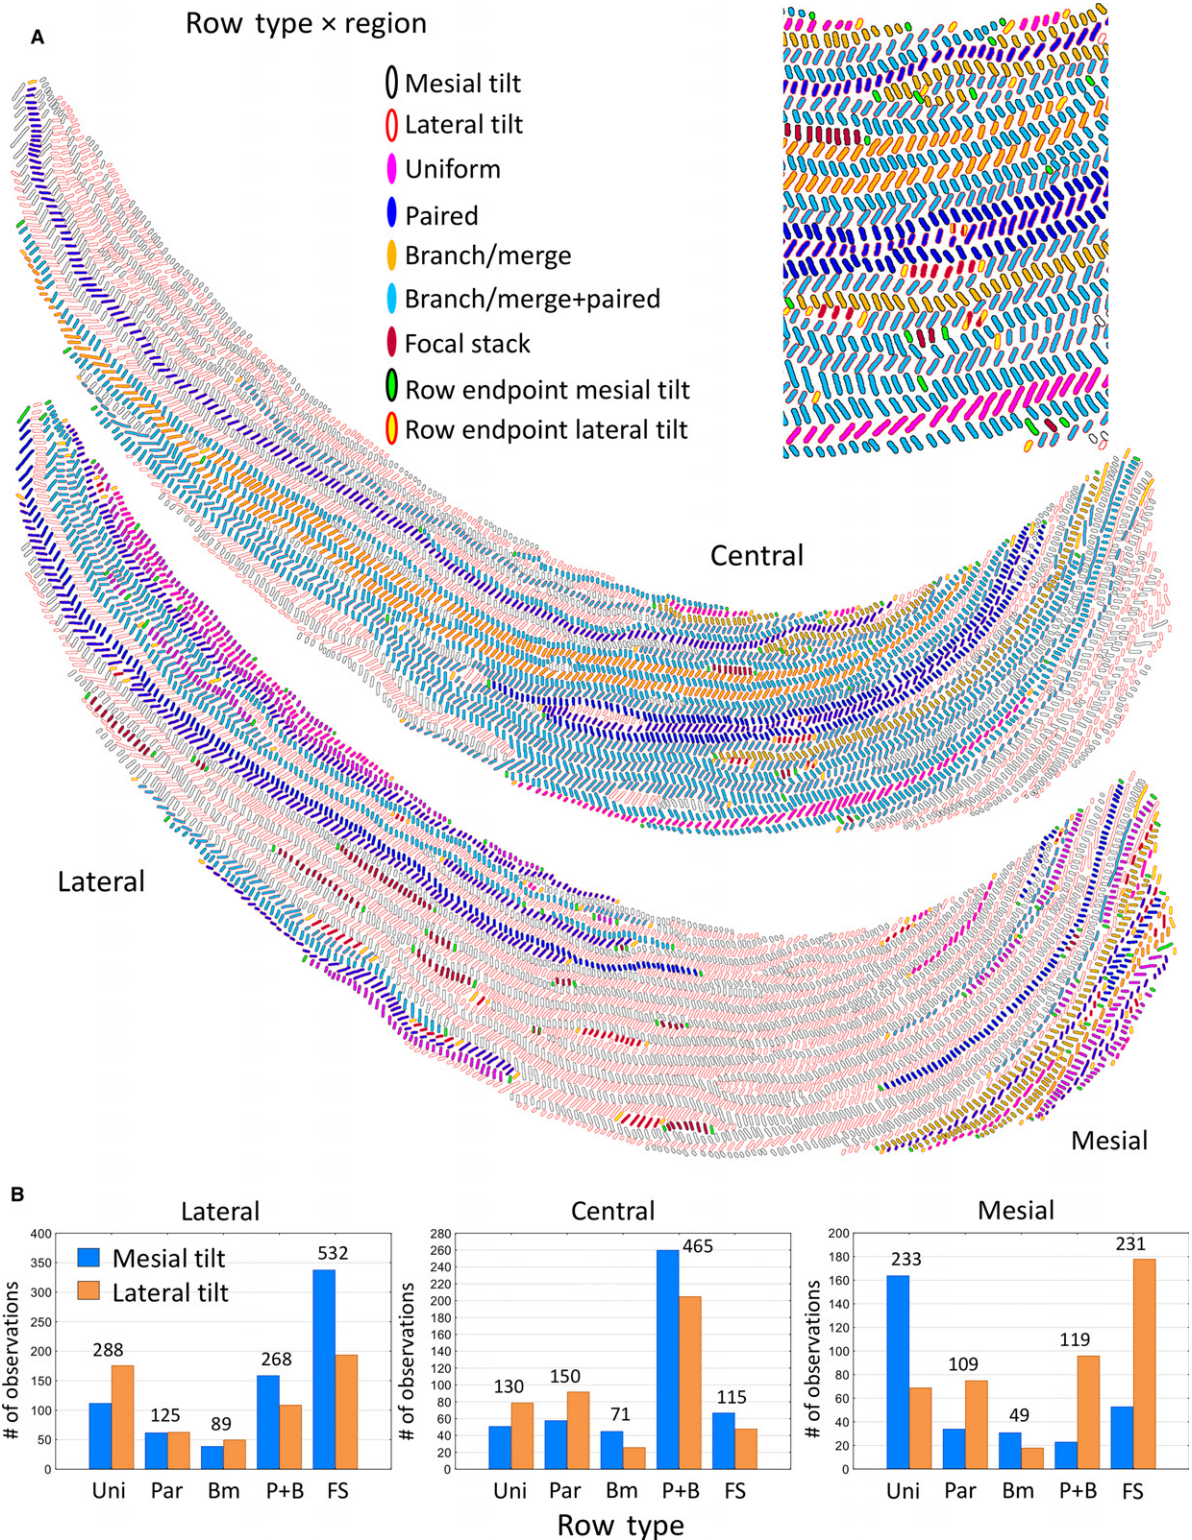 A
Row type × region
Mesial tilt
Lateral tilt
Uniform
Paired
Branch/merge
Branch/merge+paired
Focal stack
Row endpoint mesial tilt
Row endpoint lateral tilt
Central
Lateral
Mesial
B
Lateral
# of observations
400
350
300
250
200
150
100
50
0
Mesial tilt
Lateral tilt
288
125
89
268
532
Uni Par Bm P+B FS
Central
# of observations
280
260
240
220
200
180
160
140
120
100
80
60
40
20
0
130
150
71
465
115
Uni Par Bm P+B FS
Mesial
# of observations
200
180
160
140
120
100
80
60
40
20
0
233
109
49
119
231
Uni Par Bm P+B FS
Row type